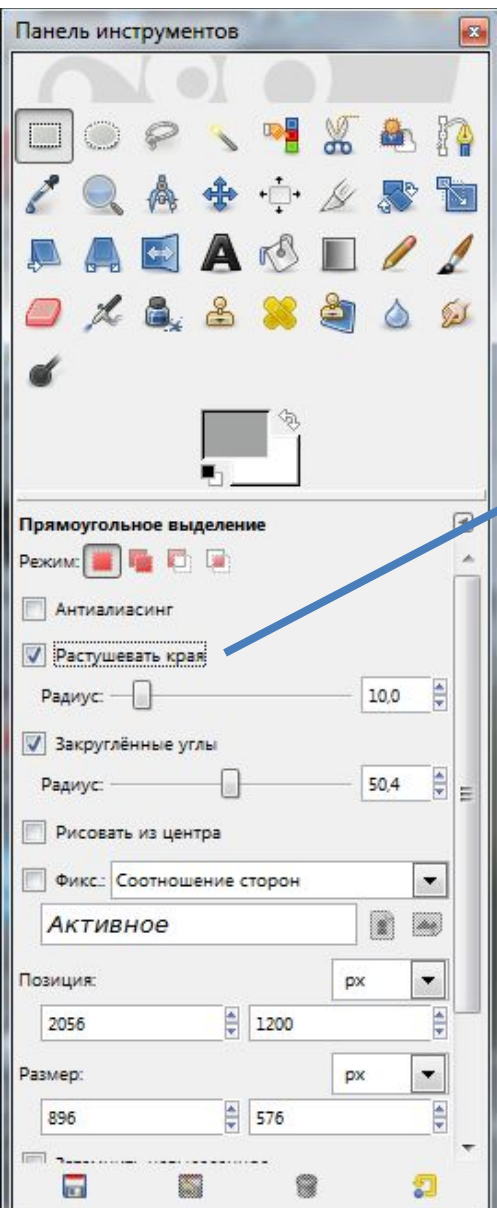 Панель инструментов
Прямоугольное выделение
Режим:
Антиалиасинг
Растушевать края
Радиус: 10,0
Закруглённые углы
Радиус: 50,4
Рисовать из центра
Фикс.: Соотношение сторон
Активное
Позиция: px
2056 1200
Размер: px
896 576